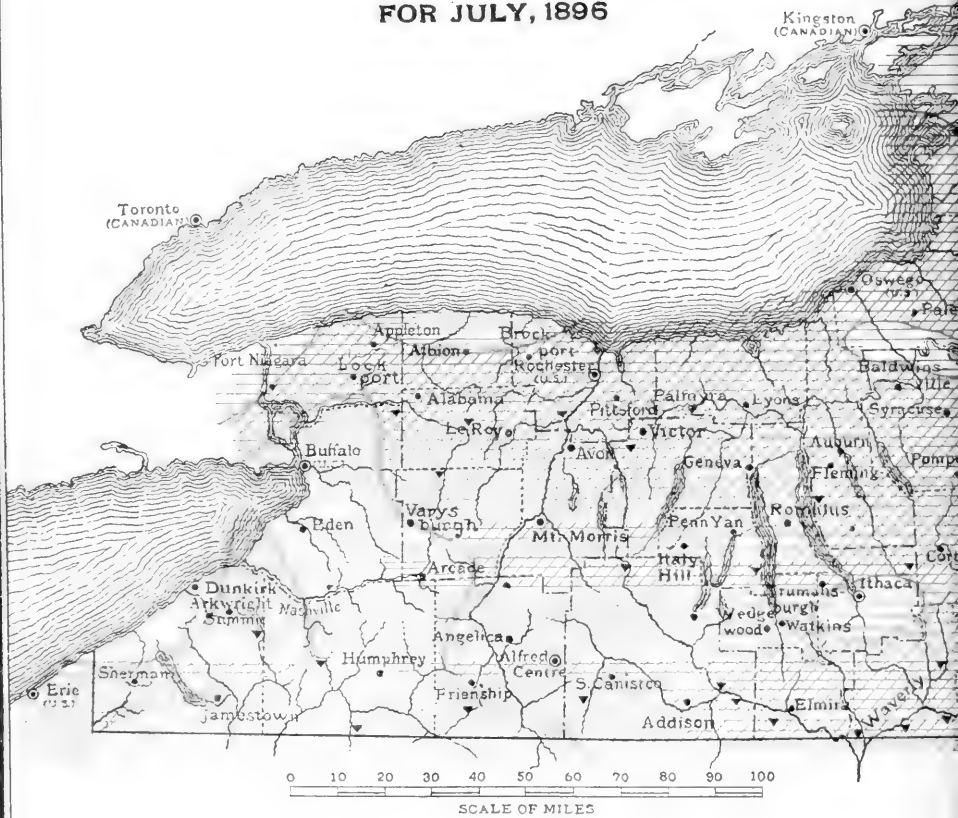 FOR JULY, 1896
Kingston
(CANADIAN)
Toronto
(CANADIAN)
Oswego
(U.S)
Appleton
Brock-
port
Albion
Fort Niagara
Lock
port
Rochester
(U.S.)
Baldwins
ville
Alabama
Pittsford
Palmyra
Lyons
Syracuse
Le Roy
Victor
Auburn
Buffalo
Avon
Geneva
Fleming
Varys
burgh
Romulus
Eden
Mt. Morris
Penn Yan
Italy
Hill
Arcade
Ithaca
Dunkirk
Arkwright
Summit
Nashville
Trumans-
burgh
Wedge
wood
Watkins
Angelica
Humphrey
Alfred
Centre
Sherman
Erie
(U.S.)
Frienship
S. Canisteo
Jamestown
Addison
Elmira
Waverly
0 10 20 30 40 50 60 70 80 90 100
SCALE OF MILES